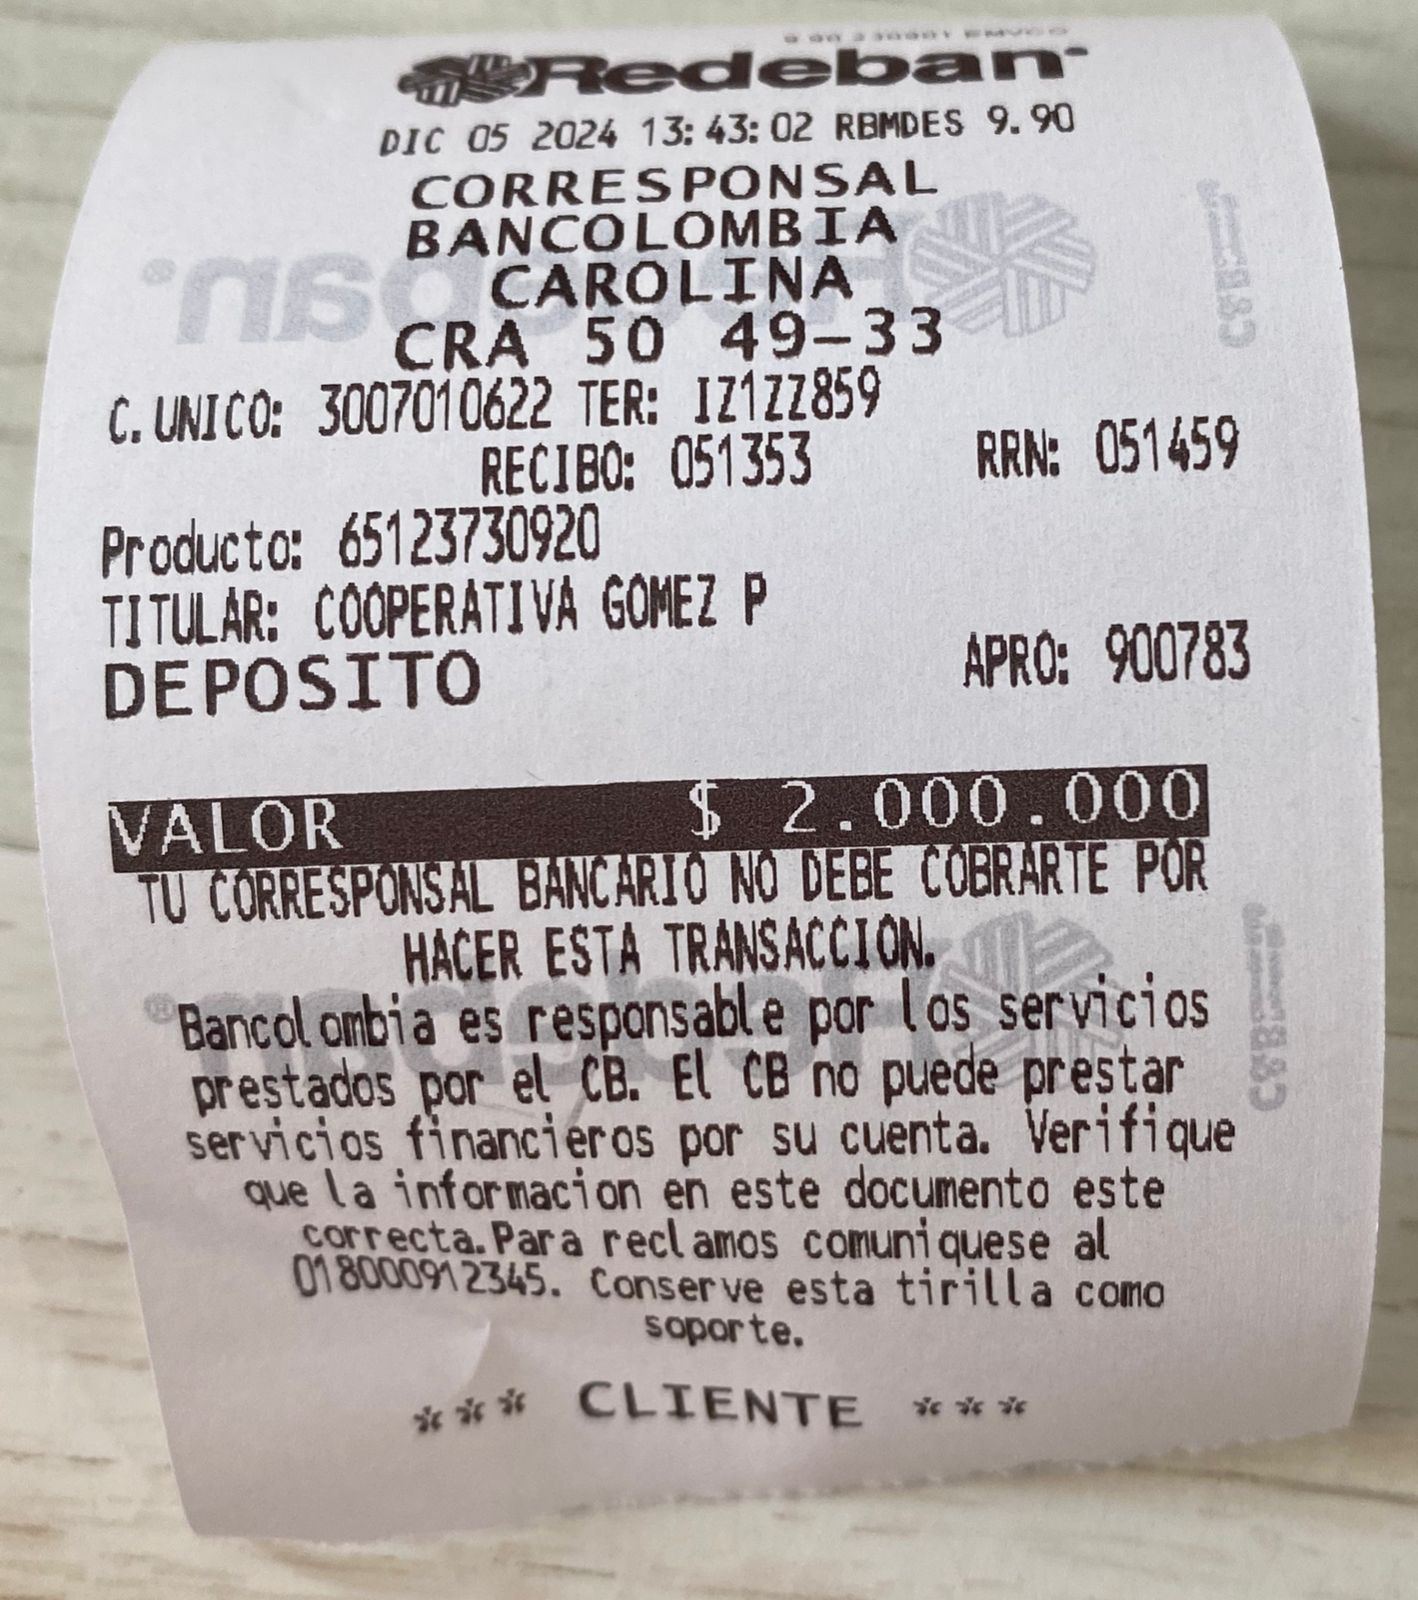 Redeban
DIC 05 2024 13:43:02 RBMDES 9.90
CORRESPONSAL
BANCOLOMBIA
CAROLINA
CRA 50 49-33
C.UNICO: 3007010622 TER: IZ1ZZ859
RECIBO: 051353 RRN: 051459
Producto: 65123730920
TITULAR: COOPERATIVA GOMEZ P
DEPOSITO APRO: 900783
VALOR $ 2.000.000
TU CORRESPONSAL BANCARIO NO DEBE COBRARTE POR
HACER ESTA TRANSACCION.
Bancolombia es responsable por los servicios
prestados por el CB. El CB no puede prestar
servicios financieros por su cuenta. Verifique
que la informacion en este documento este
correcta.Para reclamos comuniquese al
018000912345. Conserve esta tirilla como
soporte.
*** CLIENTE ***